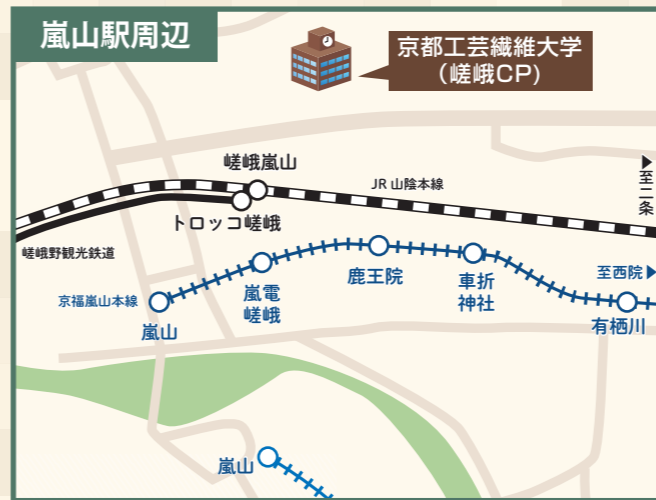 嵐山駅周辺
京都工芸繊維大学
（嵯峨CP）
嵯峨嵐山
JR 山陰本線
▶至二条
トロッコ嵯峨
嵯峨野観光鉄道
至西院▶
鹿王院
車折
神社
嵐電
嵯峨
京福嵐山本線
嵐山
有栖川
嵐山